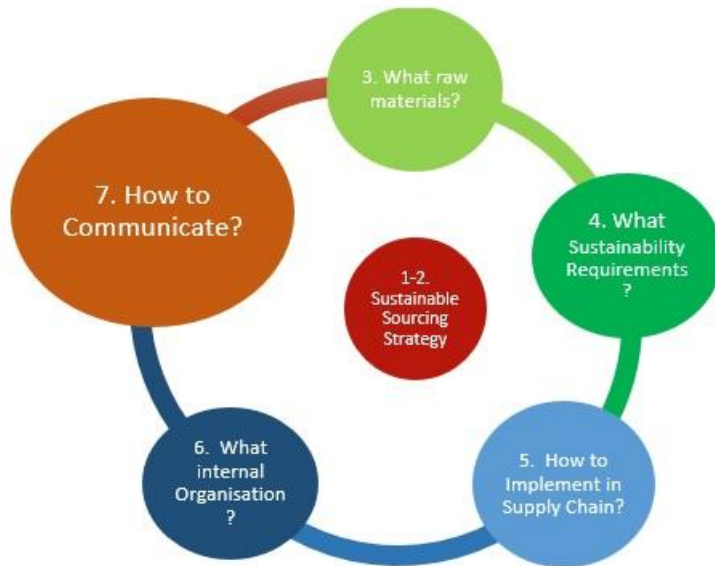 3. What raw
materials?
4. What
Sustainability
Requirements
?
5. How to
Implement in
Supply Chain?
6. What
internal
Organisation
?
7. How to
Communicate?
1-2.
Sustainable
Sourcing
Strategy